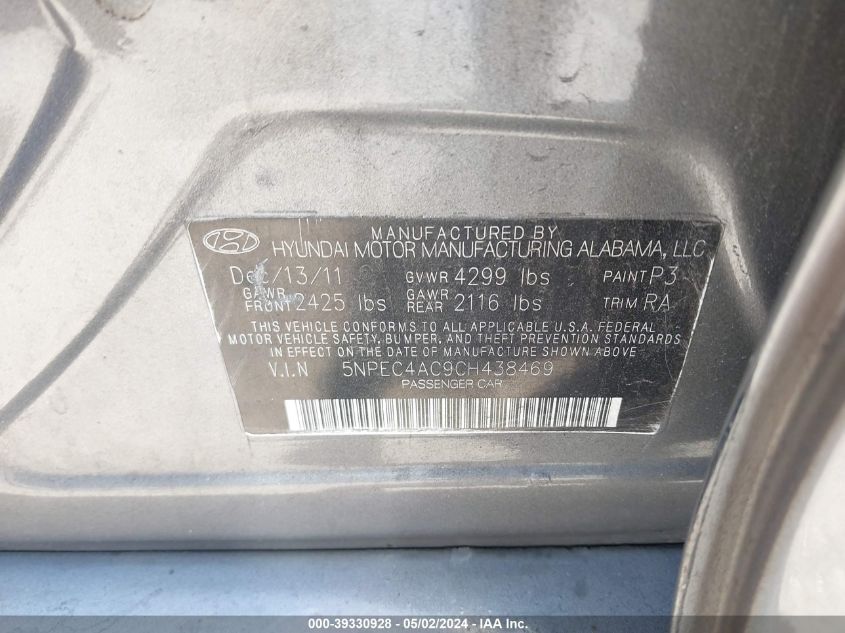 MANUFACTURED BY
HYUNDAI MOTOR MANUFACTURING ALABAMA, LLC
Dec/13/11 GVWR 4299 lbs PAINT P3
GAWR FRONT 2425 lbs GAWR REAR 2116 lbs TRIM RA
THIS VEHICLE CONFORMS TO ALL APPLICABLE U.S.A. FEDERAL
MOTOR VEHICLE SAFETY, BUMPER, AND THEFT PREVENTION STANDARDS
IN EFFECT ON THE DATE OF MANUFACTURE SHOWN ABOVE
V.I.N 5NPEC4AC9CH438469
PASSENGER CAR
000-39330928 - 05/02/2024 - IAA Inc.